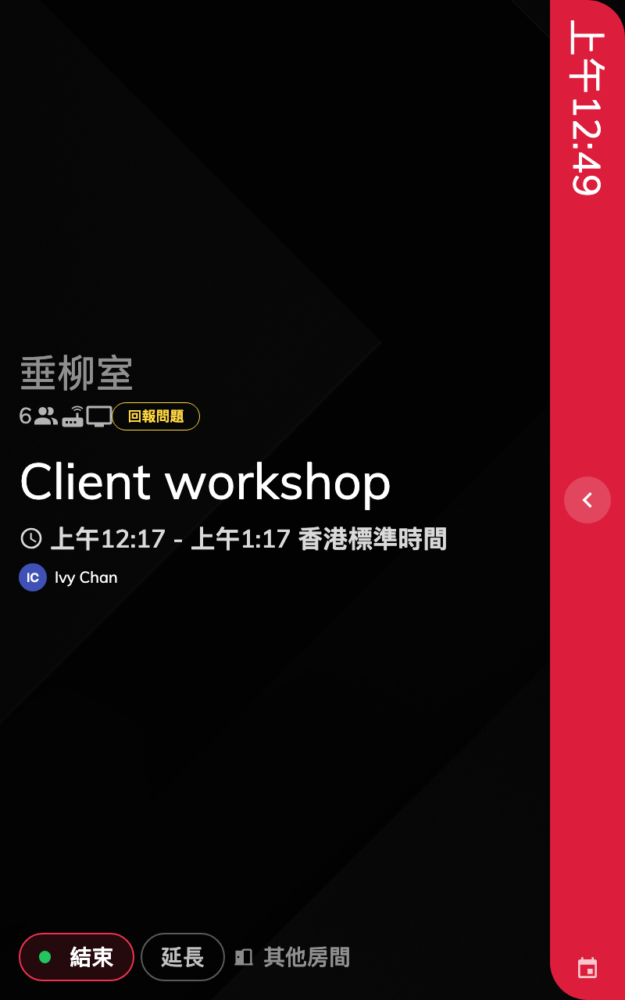 上午12:49
垂柳室
6 回報問題
Client workshop
上午12:17 - 上午1:17 香港標準時間
IC Ivy Chan
結束 延長 其他房間